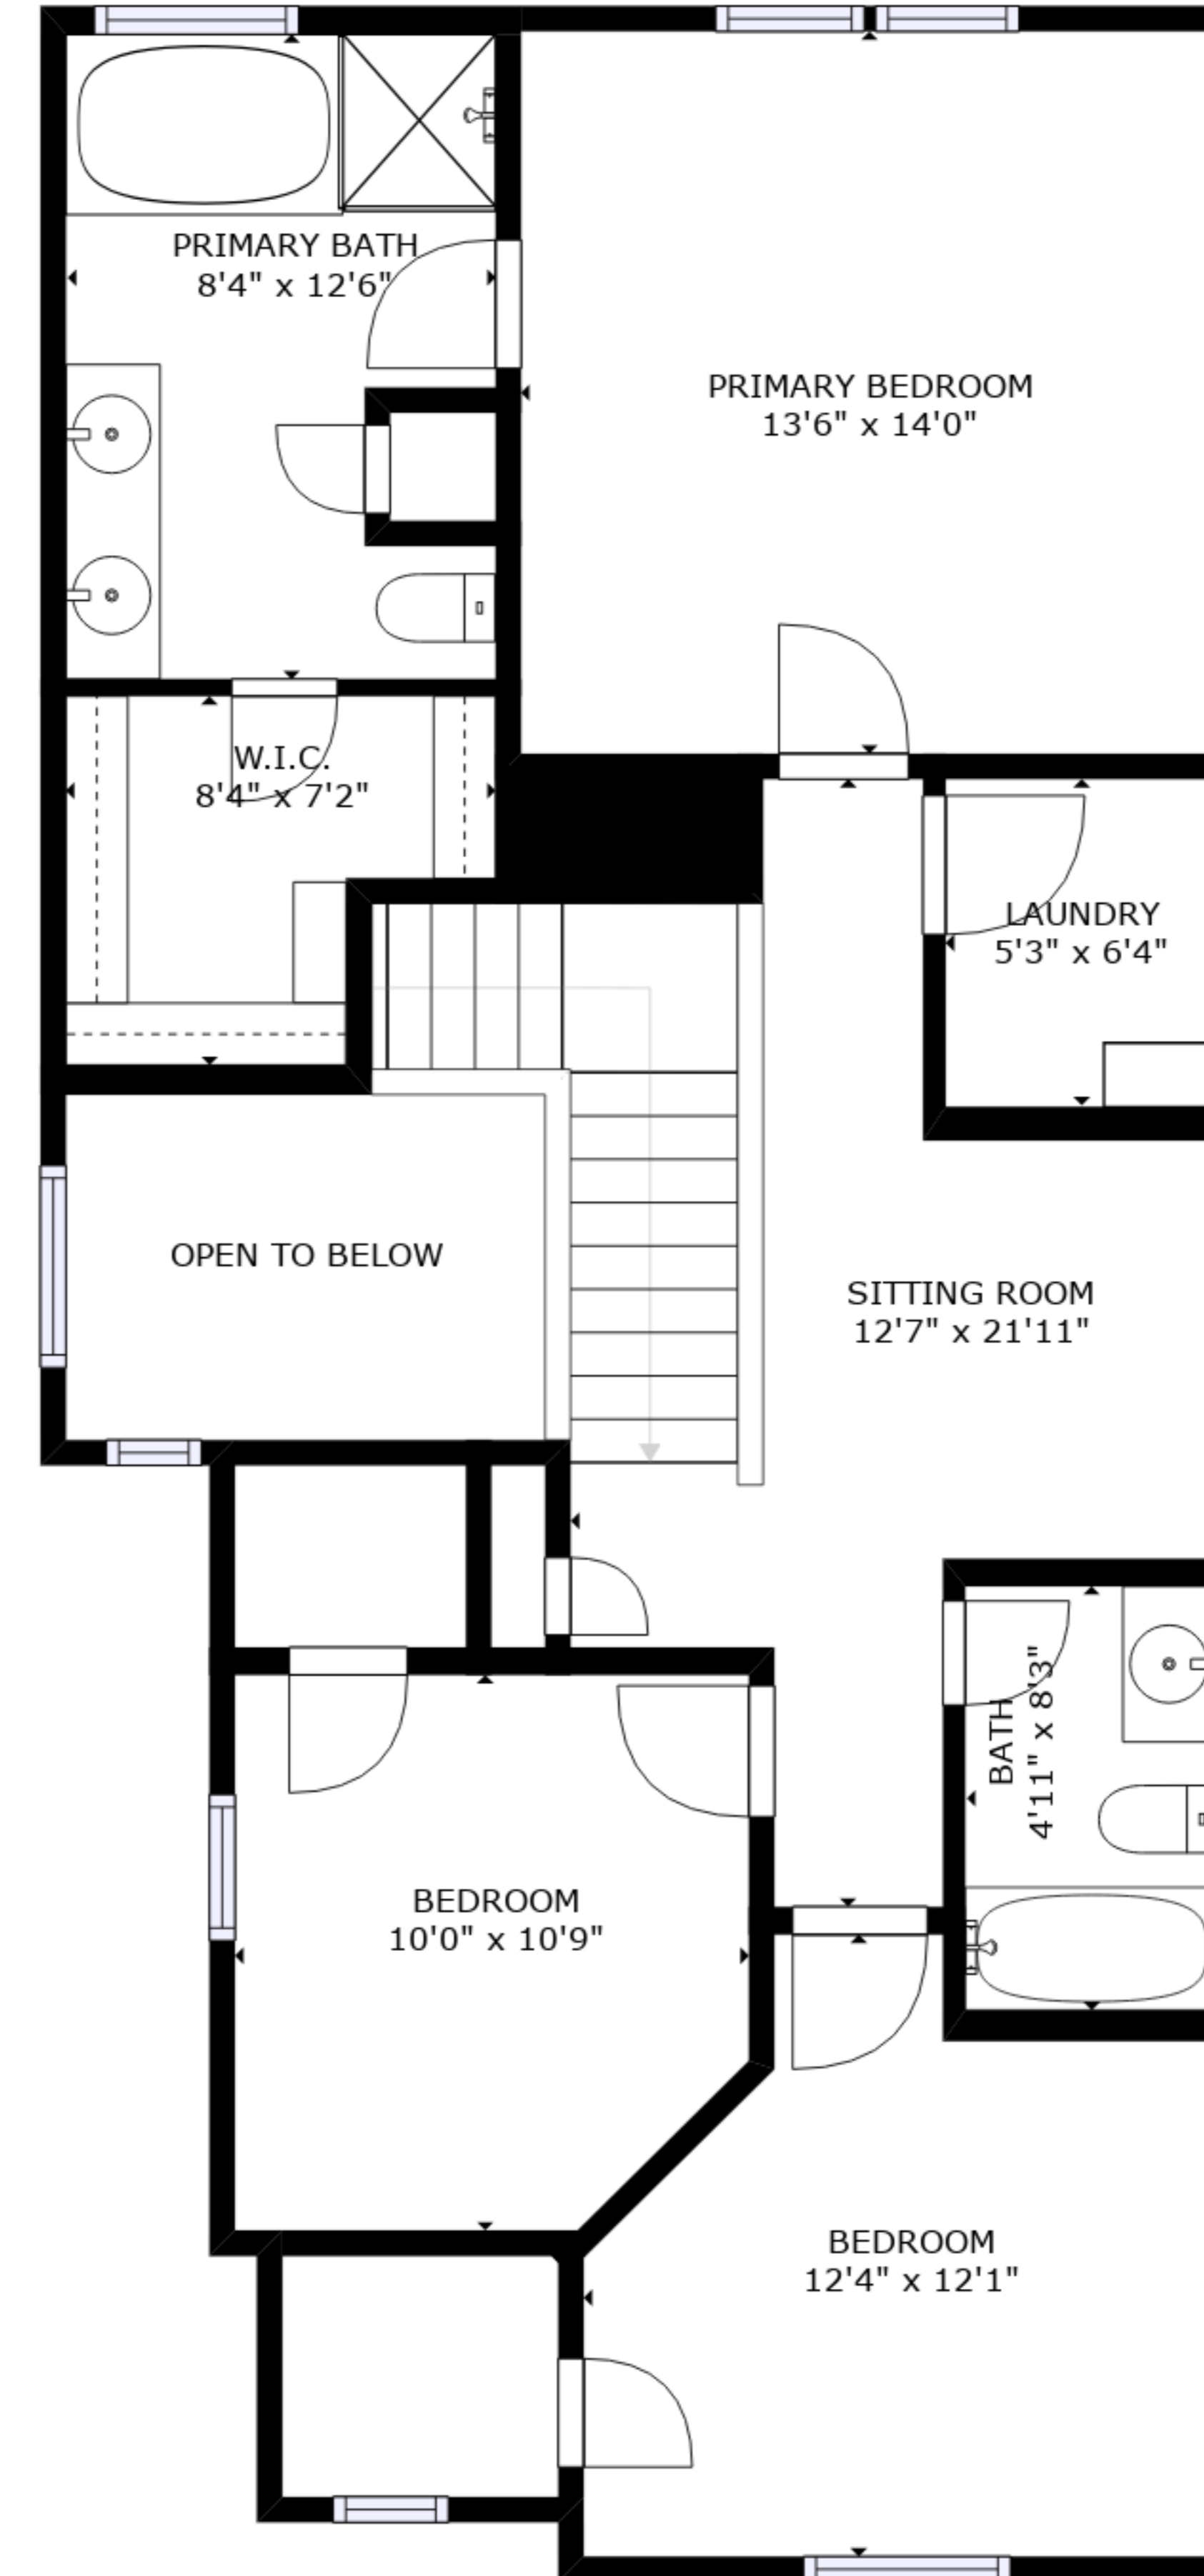 PRIMARY BATH
8'4" x 12'6"
PRIMARY BEDROOM
13'6" x 14'0"
W.I.C.
8'4" x 7'2"
LAUNDRY
5'3" x 6'4"
OPEN TO BELOW
SITTING ROOM
12'7" x 21'11"
BATH
4'11" x 8'3"
BEDROOM
10'0" x 10'9"
BEDROOM
12'4" x 12'1"